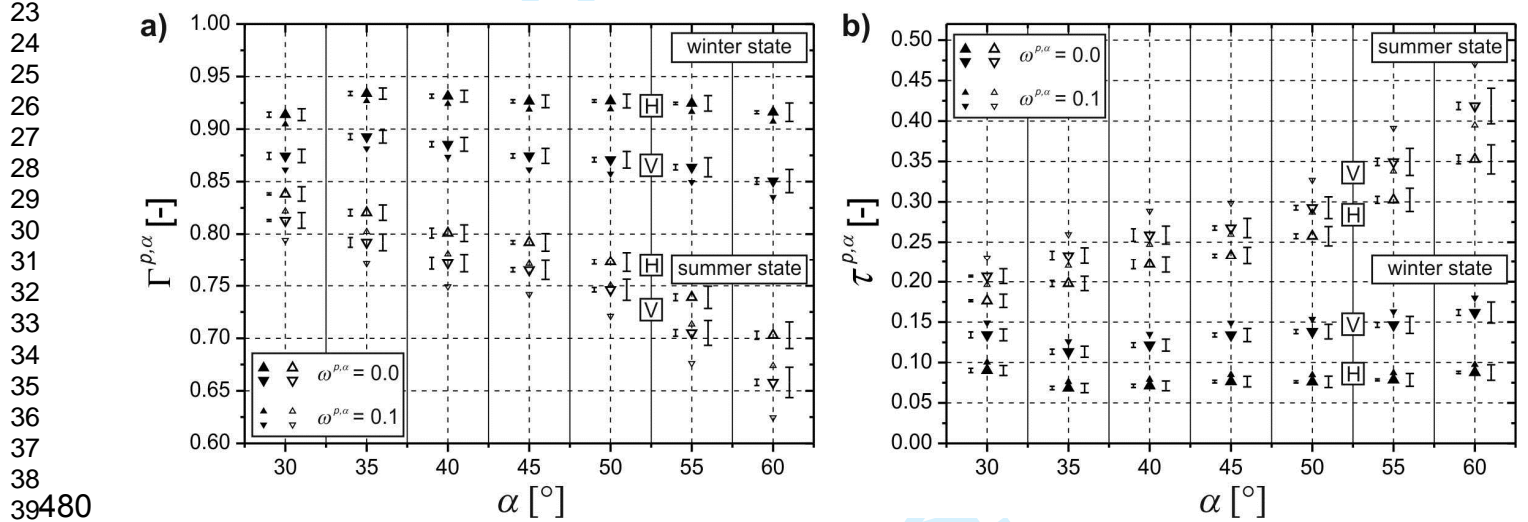 23
24
25
26
27
28
29
30
31
32
33
34
35
36
37
38
39480
a)
1.00
0.95
0.90
0.85
0.80
0.75
0.70
0.65
0.60
Γ^{p,α} [-]
winter state
H
V
H
summer state
V
ω^{p,α} = 0.0
ω^{p,α} = 0.1
30 35 40 45 50 55 60
α [°]
b)
0.50
0.45
0.40
0.35
0.30
0.25
0.20
0.15
0.10
0.05
0.00
τ^{p,α} [-]
ω^{p,α} = 0.0
ω^{p,α} = 0.1
summer state
V
H
winter state
V
H
30 35 40 45 50 55 60
α [°]